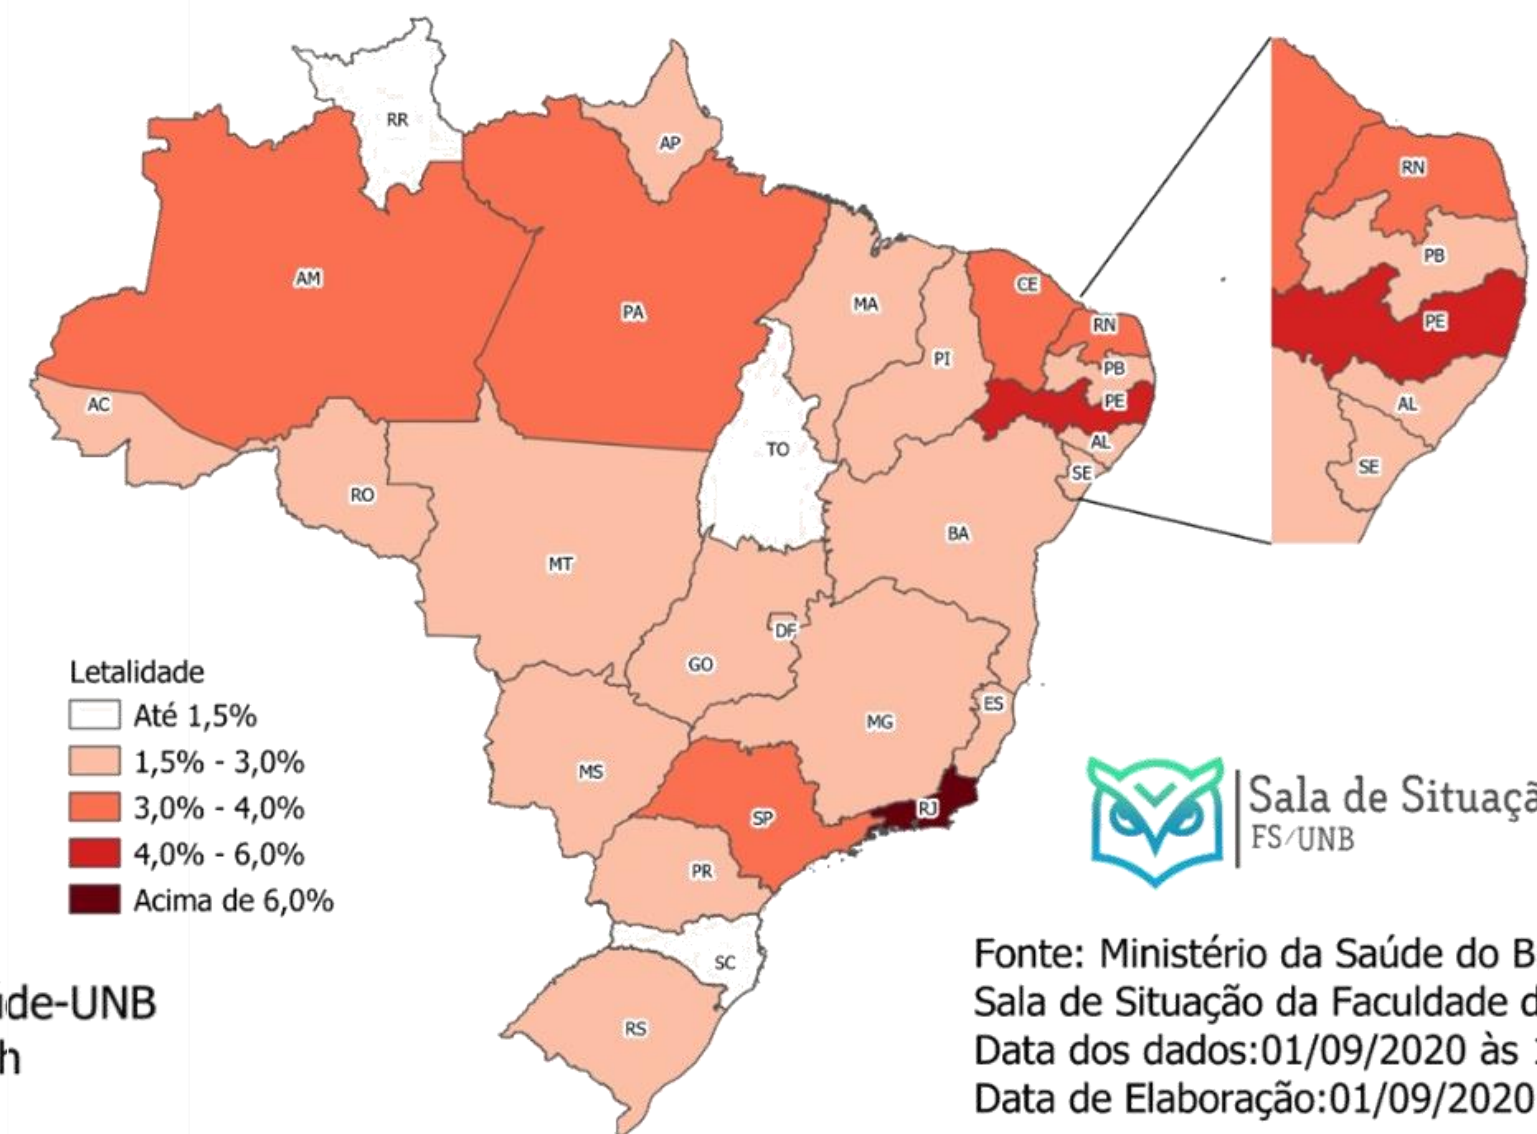 RR
AP
AM
PA
MA
CE
RN
PI
PB
PE
AC
AL
TO
SE
RO
BA
MT
DF
GO
ES
MG
MS
RJ
SP
PR
SC
RS
RN
PB
PE
AL
SE
Letalidade
Até 1,5%
1,5% - 3,0%
3,0% - 4,0%
4,0% - 6,0%
Acima de 6,0%
Sala de Situaçã
FS/UNB
úde-UNB
h
Fonte: Ministério da Saúde do B
Sala de Situação da Faculdade d
Data dos dados:01/09/2020 às
Data de Elaboração:01/09/2020